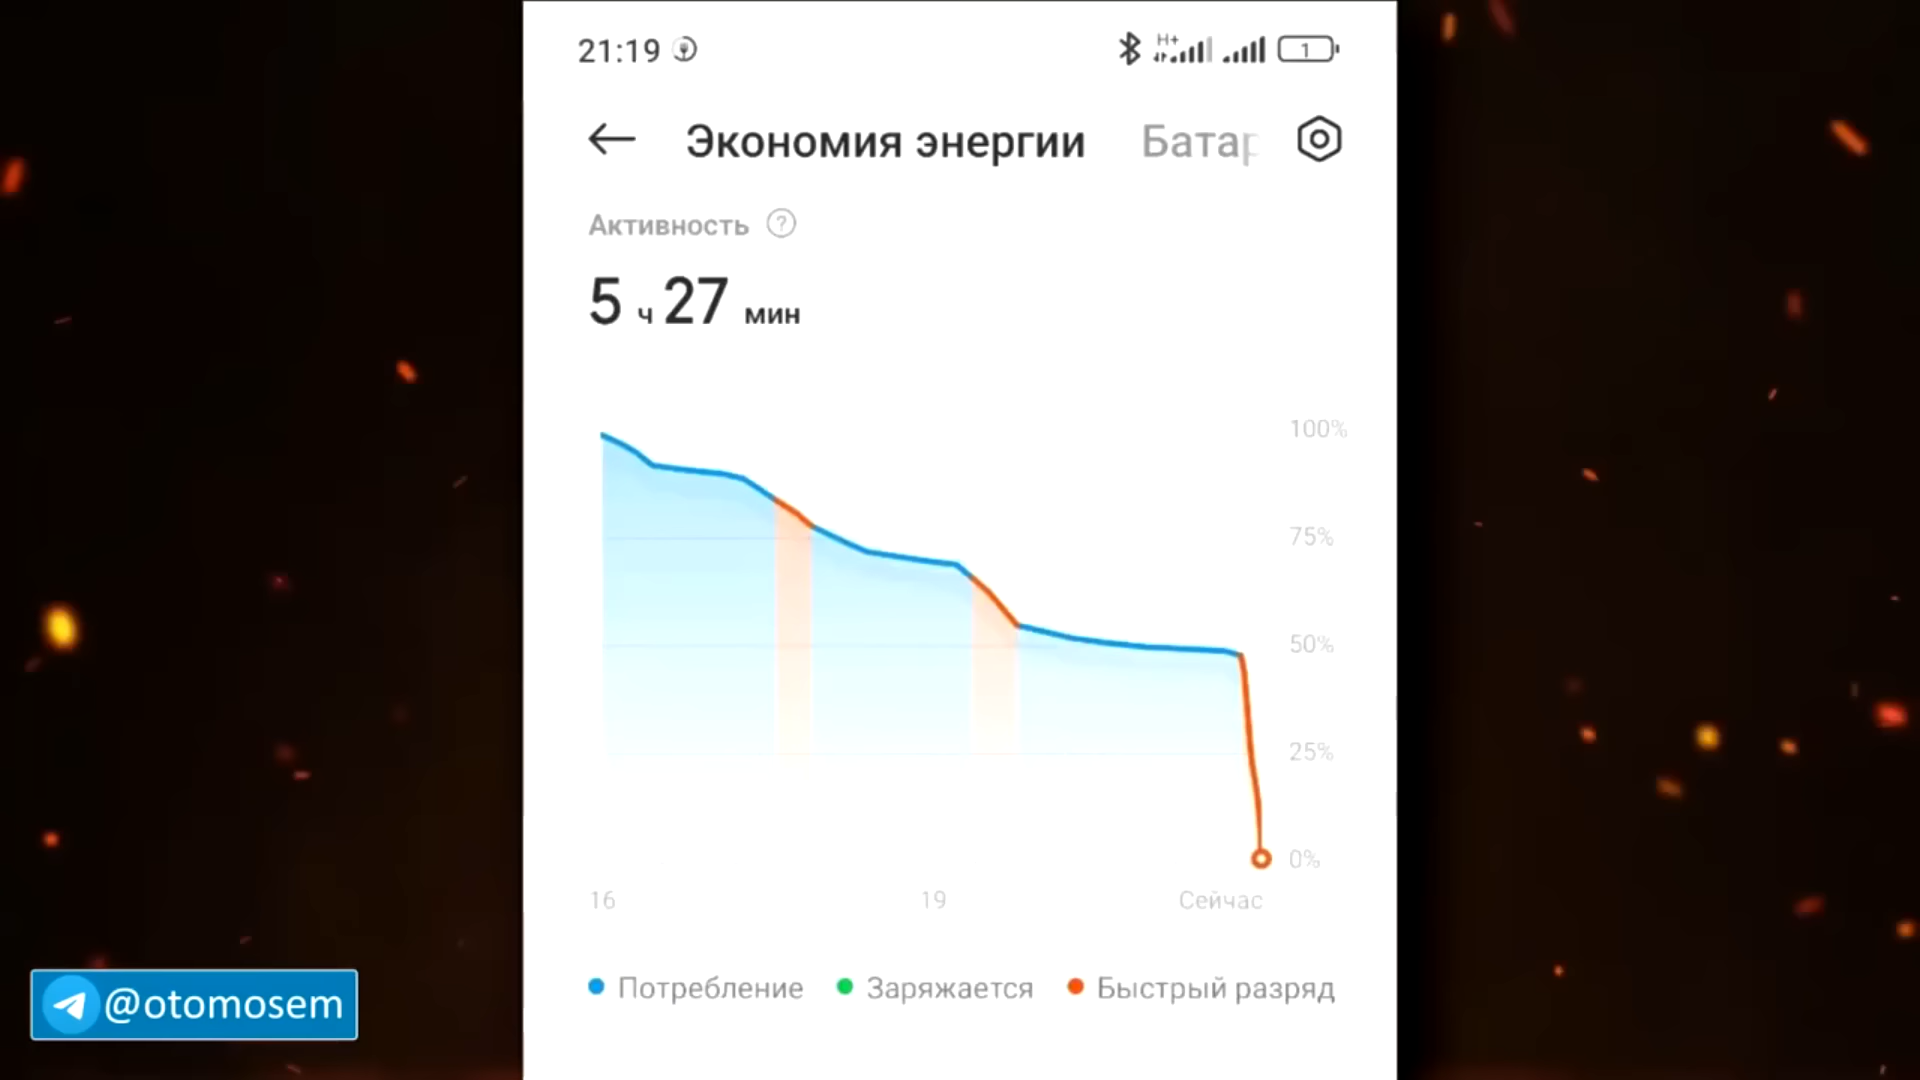 21:19
H+
1
Экономия энергии
Батар
Активность ?
5 ч 27 мин
100%
75%
50%
25%
0%
16 19 Сейчас
Потребление Заряжается Быстрый разряд
@otomosem